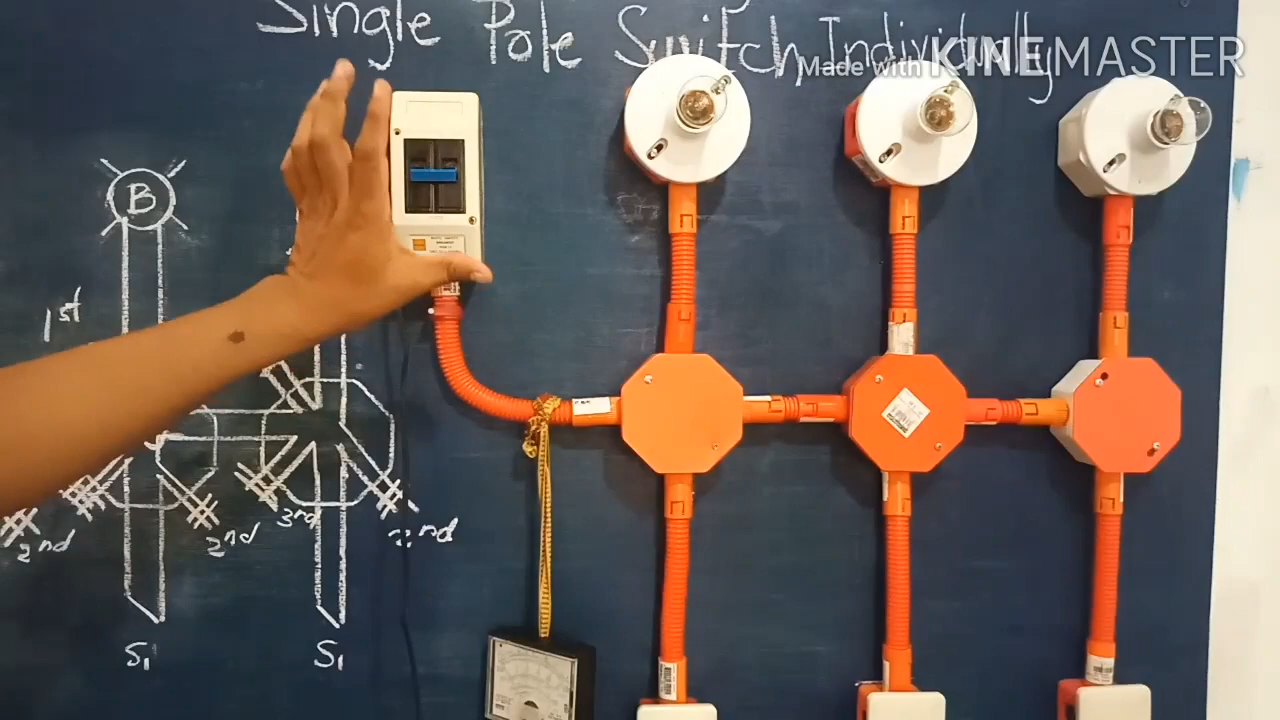 Single Pole Switch Individually
Made with KINEMASTER
B
1st
2nd
2nd
3rd
2nd
S1
S1